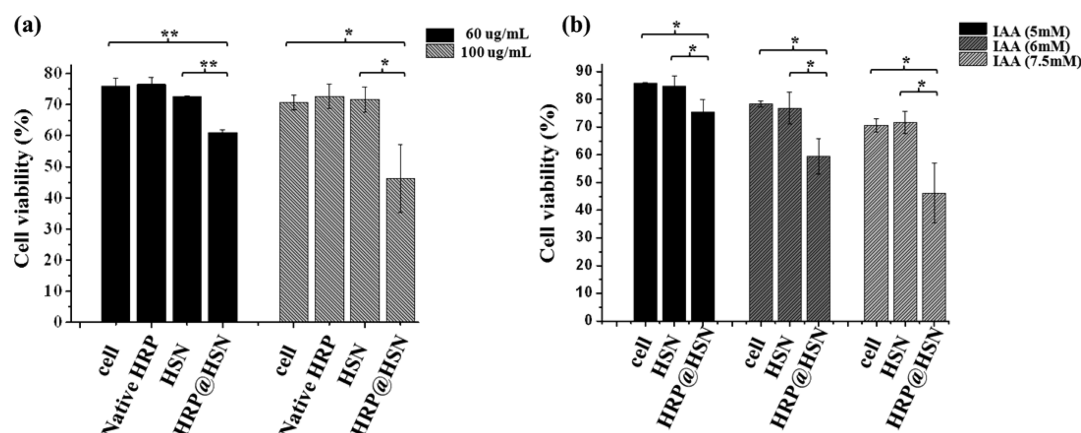 (a)
60 ug/mL
100 ug/mL
** *
** *
Cell viability (%)
80
70
60
50
40
30
20
10
0
cell
Native HRP
HSN
HRP@HSN
cell
Native HRP
HSN
HRP@HSN
(b)
IAA (5mM)
IAA (6mM)
IAA (7.5mM)
*
*
*
*
*
*
Cell viability (%)
90
80
70
60
50
40
30
20
10
0
cell
HSN
HRP@HSN
cell
HSN
HRP@HSN
cell
HSN
HRP@HSN